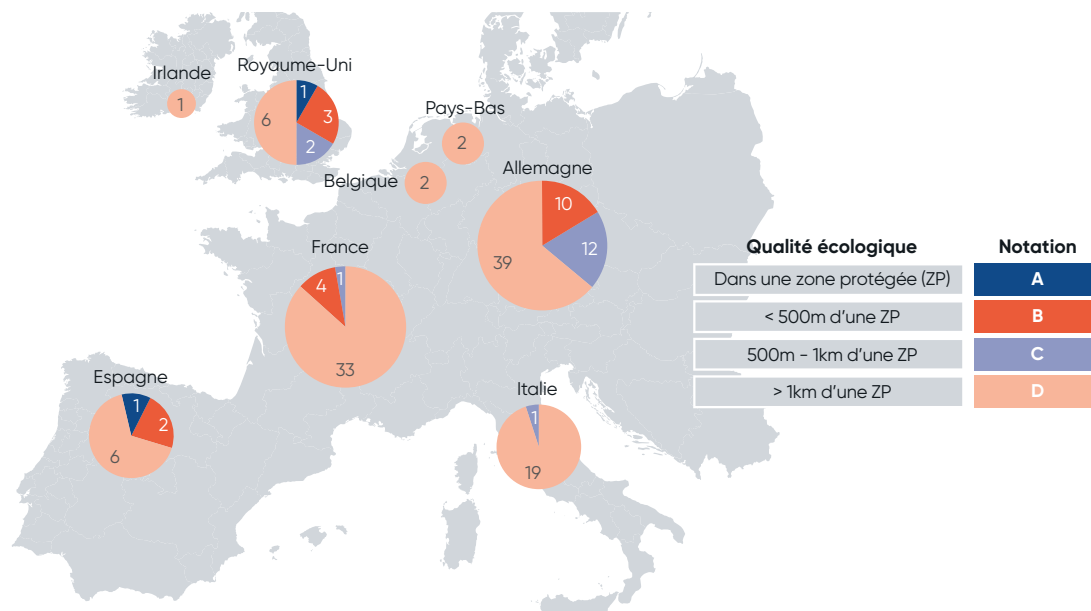 Irlande
1
Royaume-Uni
1
3
2
6
Pays-Bas
2
Belgique
2
Allemagne
10
12
39
France
1
4
33
Espagne
1
2
6
Italie
1
19
Qualité écologique Notation
Dans une zone protégée (ZP) A
< 500m d’une ZP B
500m - 1km d’une ZP C
> 1km d’une ZP D